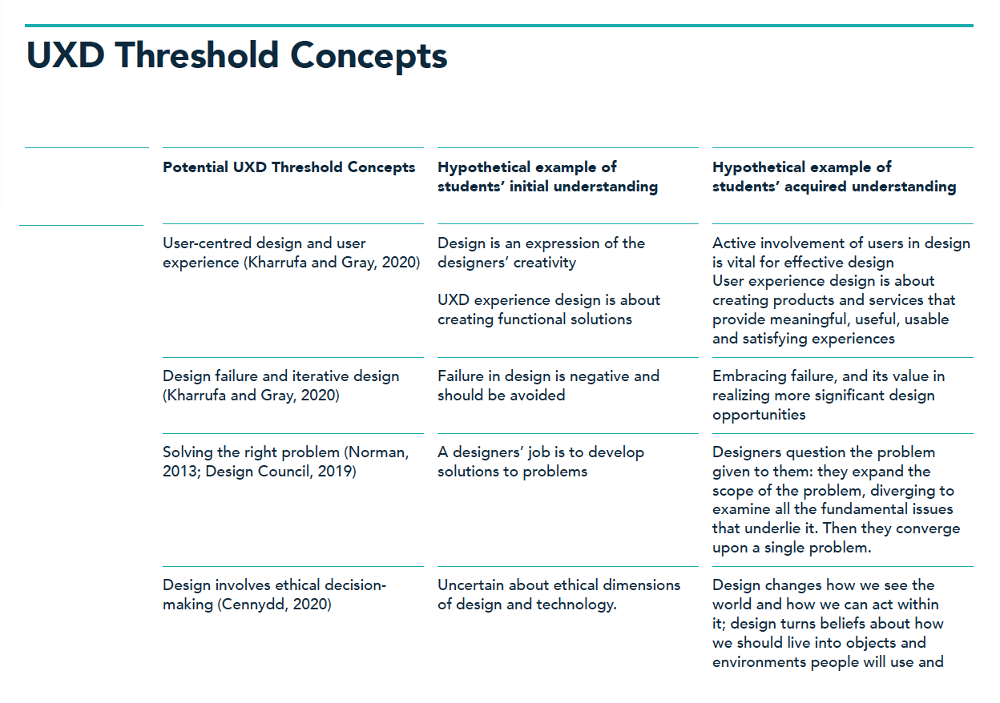 UXD Threshold Concepts
Potential UXD Threshold Concepts
Hypothetical example of
students’ initial understanding
Hypothetical example of
students’ acquired understanding
User-centred design and user
experience (Kharrufa and Gray, 2020)
Design is an expression of the
designers’ creativity
UXD experience design is about
creating functional solutions
Active involvement of users in design
is vital for effective design
User experience design is about
creating products and services that
provide meaningful, useful, usable
and satisfying experiences
Design failure and iterative design
(Kharrufa and Gray, 2020)
Failure in design is negative and
should be avoided
Embracing failure, and its value in
realizing more significant design
opportunities
Solving the right problem (Norman,
2013; Design Council, 2019)
A designers’ job is to develop
solutions to problems
Designers question the problem
given to them: they expand the
scope of the problem, diverging to
examine all the fundamental issues
that underlie it. Then they converge
upon a single problem.
Design involves ethical decision-
making (Cennydd, 2020)
Uncertain about ethical dimensions
of design and technology.
Design changes how we see the
world and how we can act within
it; design turns beliefs about how
we should live into objects and
environments people will use and